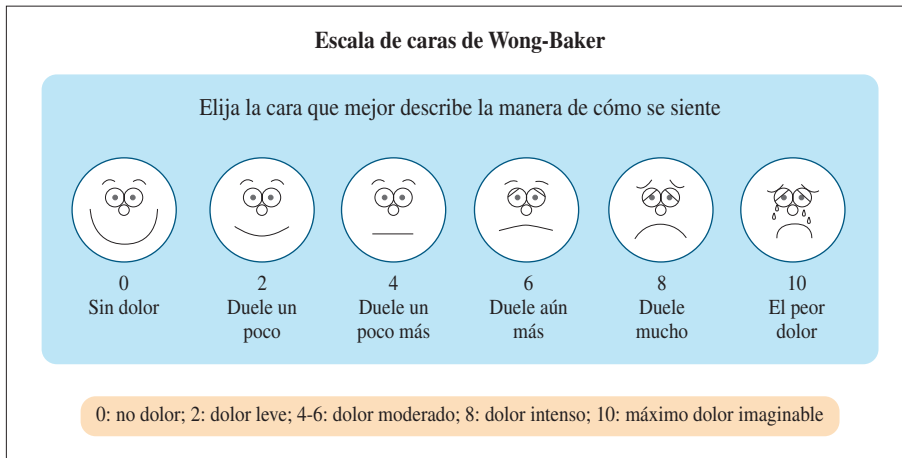 Escala de caras de Wong-Baker
Elija la cara que mejor describe la manera de cómo se siente
0
Sin dolor
2
Duele un
poco
4
Duele un
poco más
6
Duele aún
más
8
Duele
mucho
10
El peor
dolor
0: no dolor; 2: dolor leve; 4-6: dolor moderado; 8: dolor intenso; 10: máximo dolor imaginable